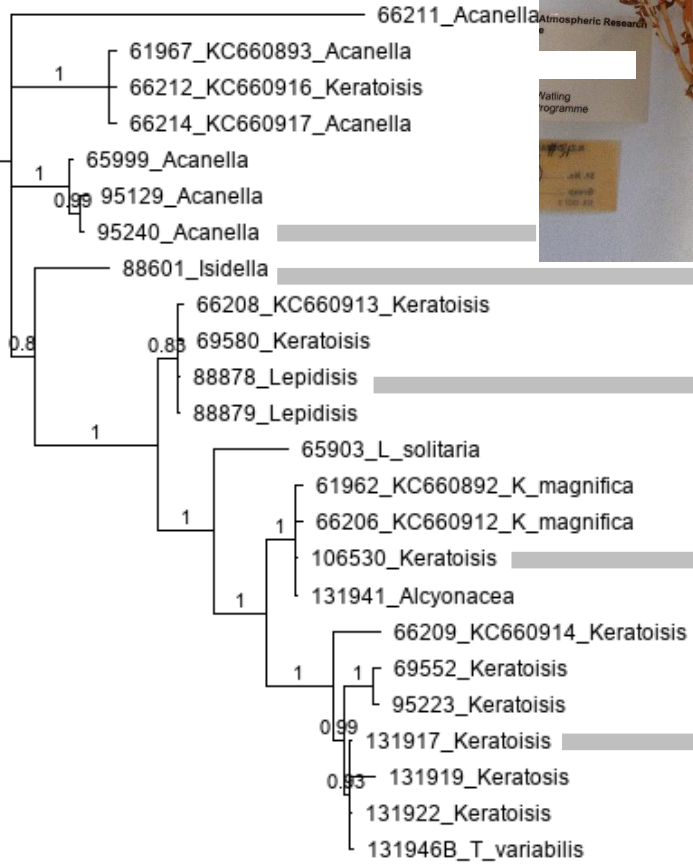 66211_Acanella
61967_KC660893_Acanella
1
66212_KC660916_Keratoisis
66214_KC660917_Acanella
65999_Acanella
1
95129_Acanella
0.99
95240_Acanella
88601_Isidella
66208_KC660913_Keratoisis
0.8
0.83
69580_Keratoisis
88878_Lepidisis
88879_Lepidisis
1
65903_L_solitaria
61962_KC660892_K_magnifica
1
1
66206_KC660912_K_magnifica
106530_Keratoisis
131941_Alcyonacea
1
66209_KC660914_Keratoisis
1
1
69552_Keratoisis
95223_Keratoisis
0.99
131917_Keratoisis
0.93
131919_Keratosis
131922_Keratoisis
131946B_T_variabilis
Atmospheric Research
e
Watling
rogramme